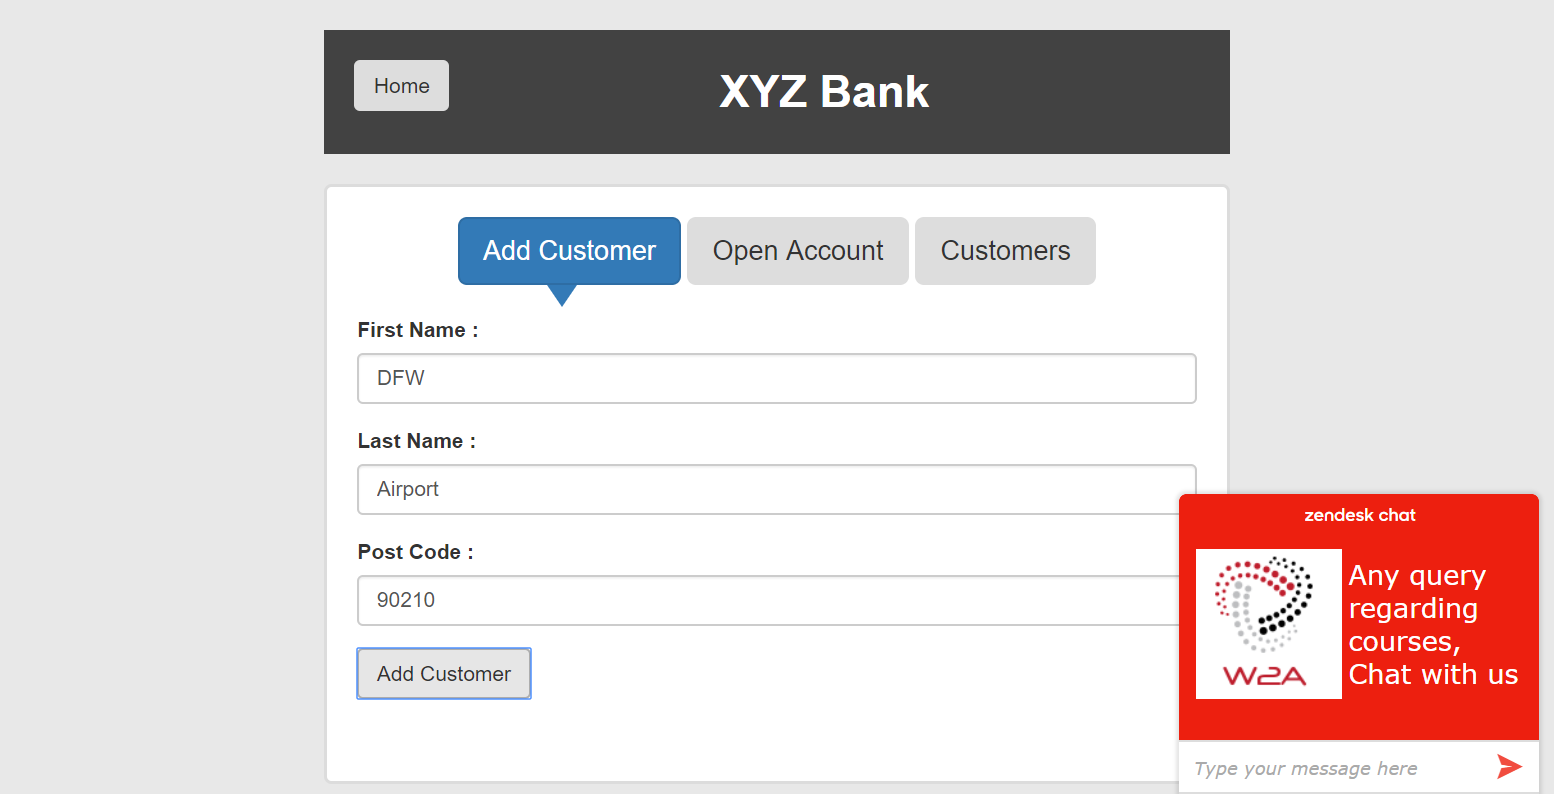 Home
XYZ Bank
Add Customer
Open Account
Customers
First Name :
DFW
Last Name :
Airport
Post Code :
90210
Add Customer
zendesk chat
W2A
Any query
regarding
courses,
Chat with us
Type your message here